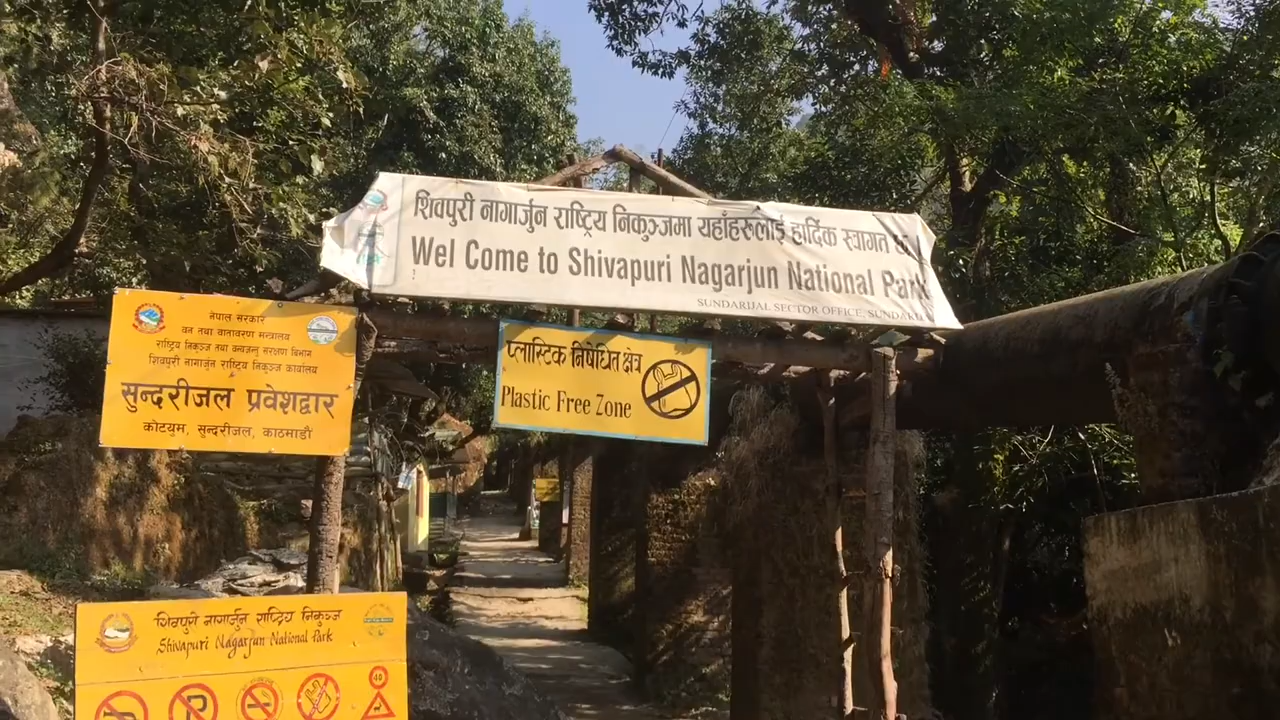 शिवपुरी नागार्जुन राष्ट्रिय निकुञ्जमा यहाँहरुलाई हार्दिक स्वागत छ।
Wel Come to Shivapuri Nagarjun National Park
SUNDARIJAL SECTOR OFFICE, SUNDARIJ
नेपाल सरकार
वन तथा वातावरण मन्त्रालय
राष्ट्रिय निकुञ्ज तथा वन्यजन्तु संरक्षण विभाग
शिवपुरी नागार्जुन राष्ट्रिय निकुञ्ज कार्यालय
सुन्दरीजल प्रवेशद्वार
कोटधुम, सुन्दरीजल, काठमाडौं
प्लास्टिक निषेधित क्षेत्र
Plastic Free Zone
शिवपुरी नागार्जुन राष्ट्रिय निकुञ्ज
Shivapuri Nagarjun National Park
40